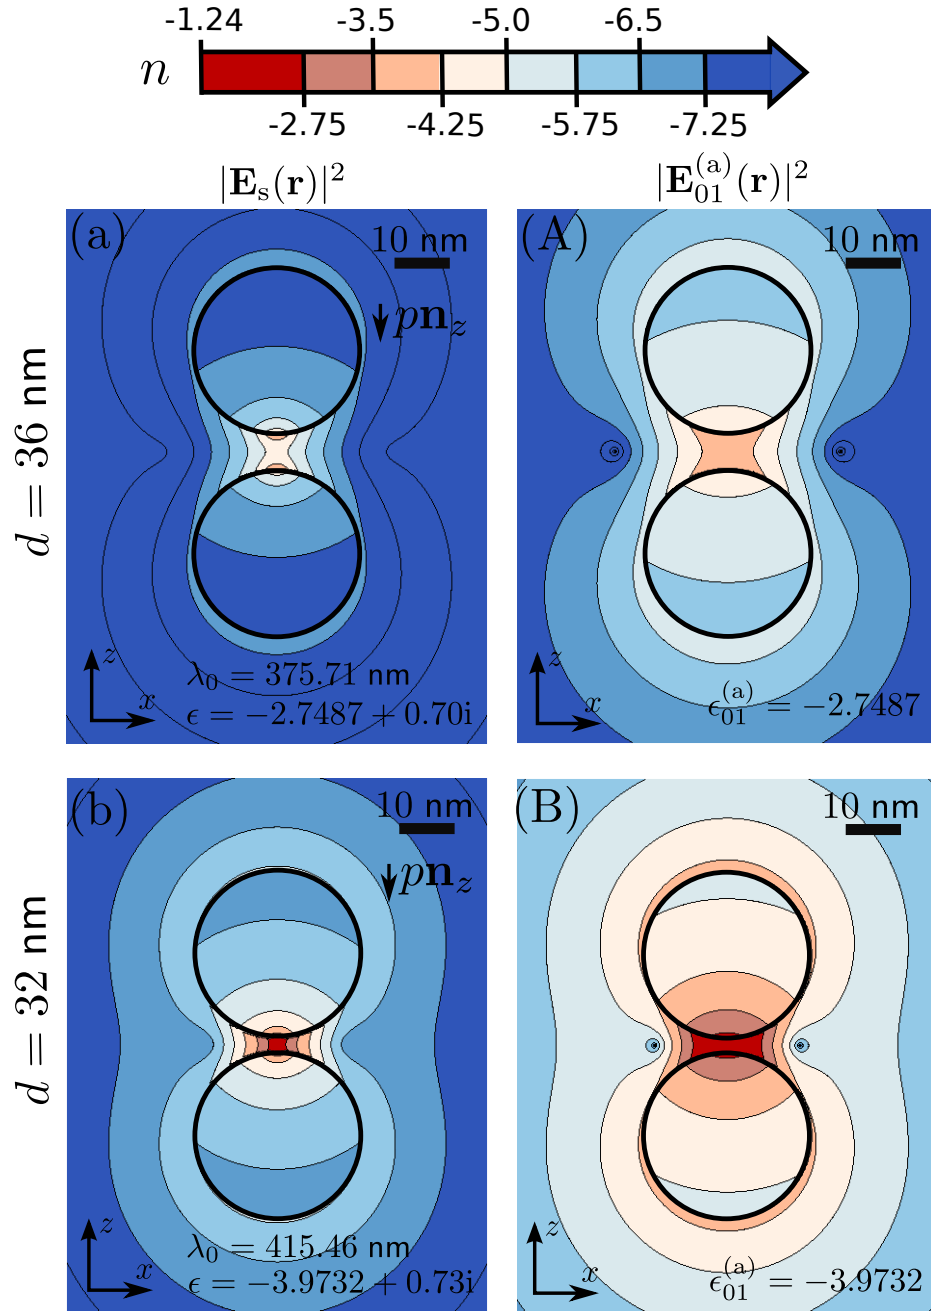 -1.24 -3.5 -5.0 -6.5
n
-2.75 -4.25 -5.75 -7.25
|E_s(r)|² |E_01^(a)(r)|²
d = 36 nm
(a) 10 nm
pn_z
z
x
λ₀ = 375.71 nm
ϵ = −2.7487 + 0.70i
(A) 10 nm
z
x
ϵ_01^(a) = −2.7487
d = 32 nm
(b) 10 nm
pn_z
z
x
λ₀ = 415.46 nm
ϵ = −3.9732 + 0.73i
(B) 10 nm
z
x
ϵ_01^(a) = −3.9732